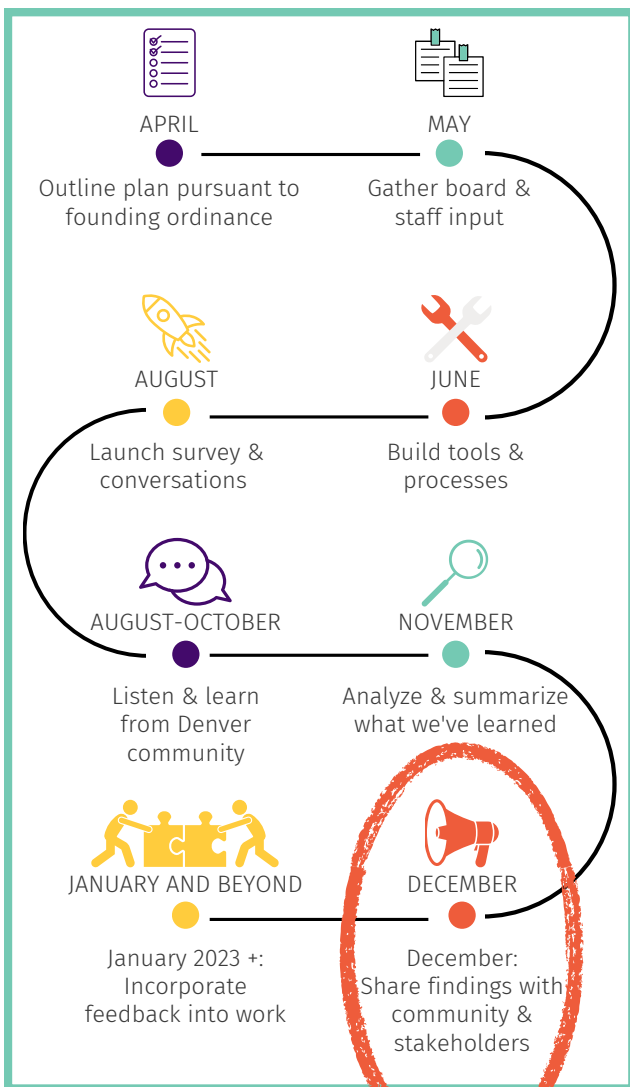 APRIL
Outline plan pursuant to
founding ordinance
MAY
Gather board &
staff input
JUNE
Build tools &
processes
AUGUST
Launch survey &
conversations
AUGUST-OCTOBER
Listen & learn
from Denver
community
NOVEMBER
Analyze & summarize
what we've learned
DECEMBER
December:
Share findings with
community &
stakeholders
JANUARY AND BEYOND
January 2023 +:
Incorporate
feedback into work